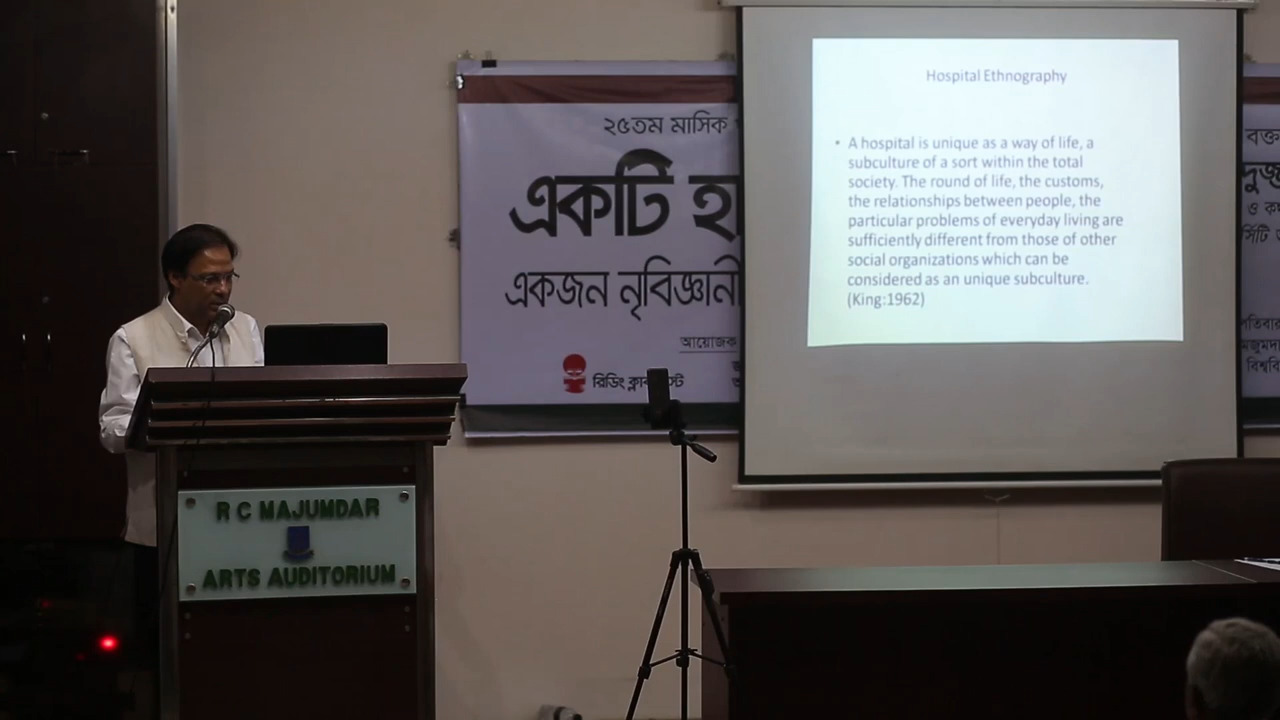 ২৫তম মাসিক
একটি
একজন নৃবিজ্ঞানী
আয়োজক
রিডিং
Hospital Ethnography
• A hospital is unique as a way of life, a
subculture of a sort within the total
society. The round of life, the customs,
the relationships between people, the
particular problems of everyday living are
sufficiently different from those of other
social organizations which can be
considered as an unique subculture.
(King:1962)
R C MAJUMDAR
ARTS AUDITORIUM